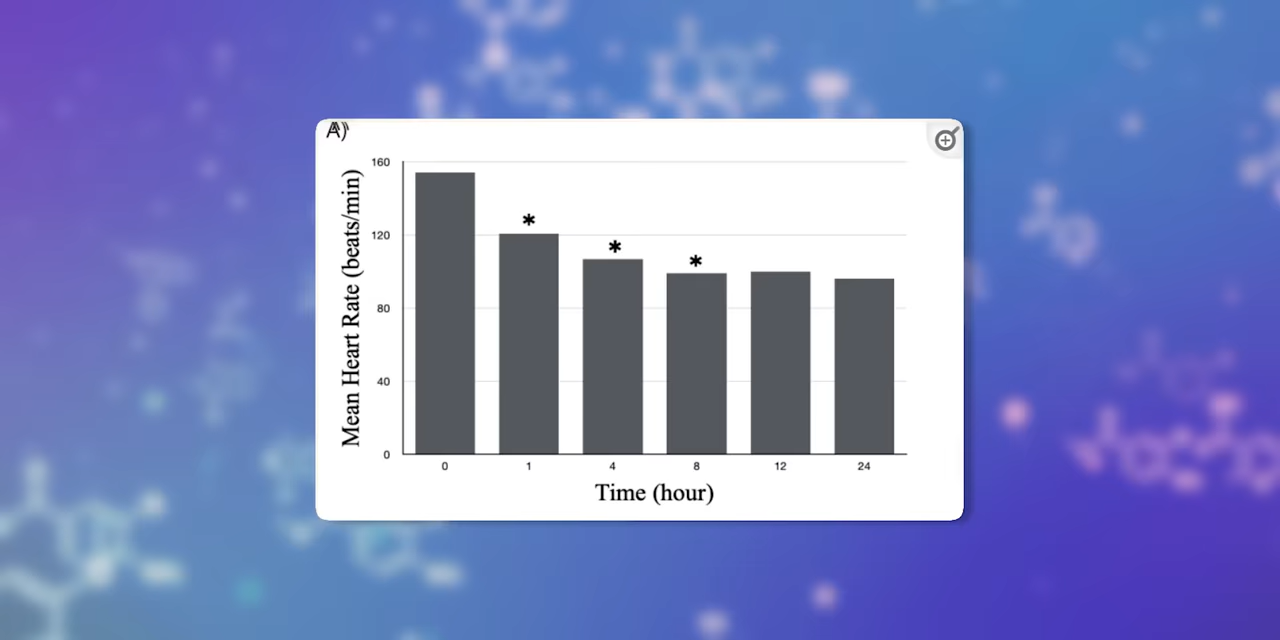 A)
Mean Heart Rate (beats/min)
160
120
80
40
0
*
*
*
0 1 4 8 12 24
Time (hour)